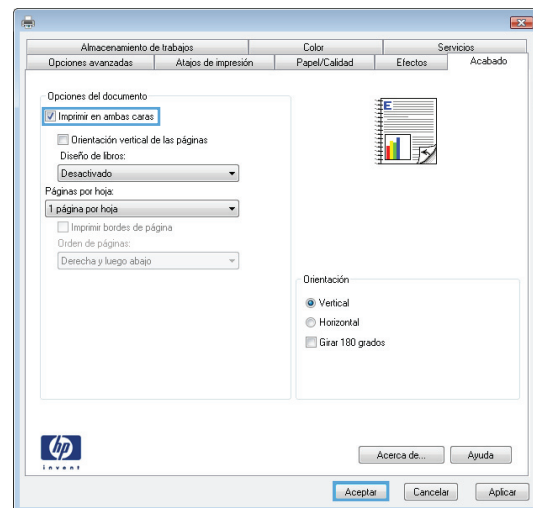 Almacenamiento de trabajos
Color
Servicios
Opciones avanzadas
Atajos de impresión
Papel/Calidad
Efectos
Acabado
Opciones del documento
Imprimir en ambas caras
Orientación vertical de las páginas
Diseño de libros:
Desactivado
Páginas por hoja:
1 página por hoja
Imprimir bordes de página
Orden de páginas:
Derecha y luego abajo
E
Orientación
Vertical
Horizontal
Girar 180 grados
hp
invent
Acerca de...
Ayuda
Aceptar
Cancelar
Aplicar